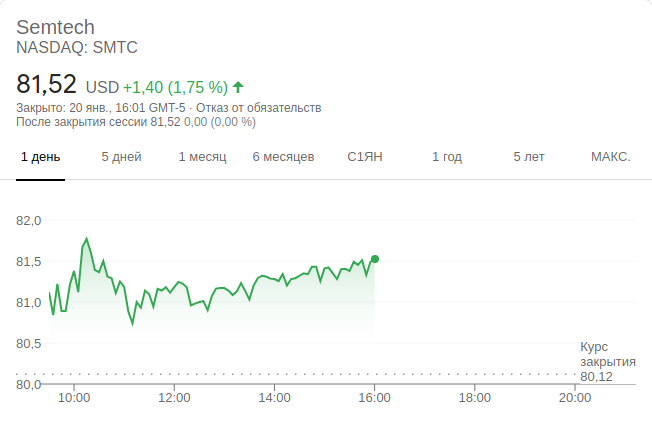 Semtech
NASDAQ: SMTC
81,52 USD +1,40 (1,75 %)
Закрыто: 20 янв., 16:01 GMT-5 · Отказ от обязательств
После закрытия сессии 81,52 0,00 (0,00 %)
1 день 5 дней 1 месяц 6 месяцев С1ЯН 1 год 5 лет МАКС.
82,0
81,5
81,0
80,5
Курс
закрытия
80,12
80,0
10:00 12:00 14:00 16:00 18:00 20:00